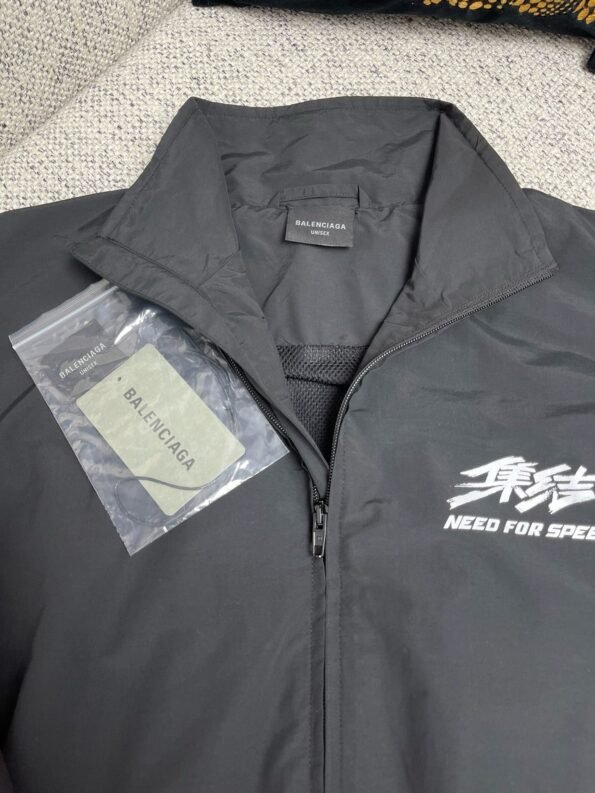 BALENCIAGA
UNISEX
BALENCIAGA
UNISEX
BALENCIAGA
集结
NEED FOR SPEE